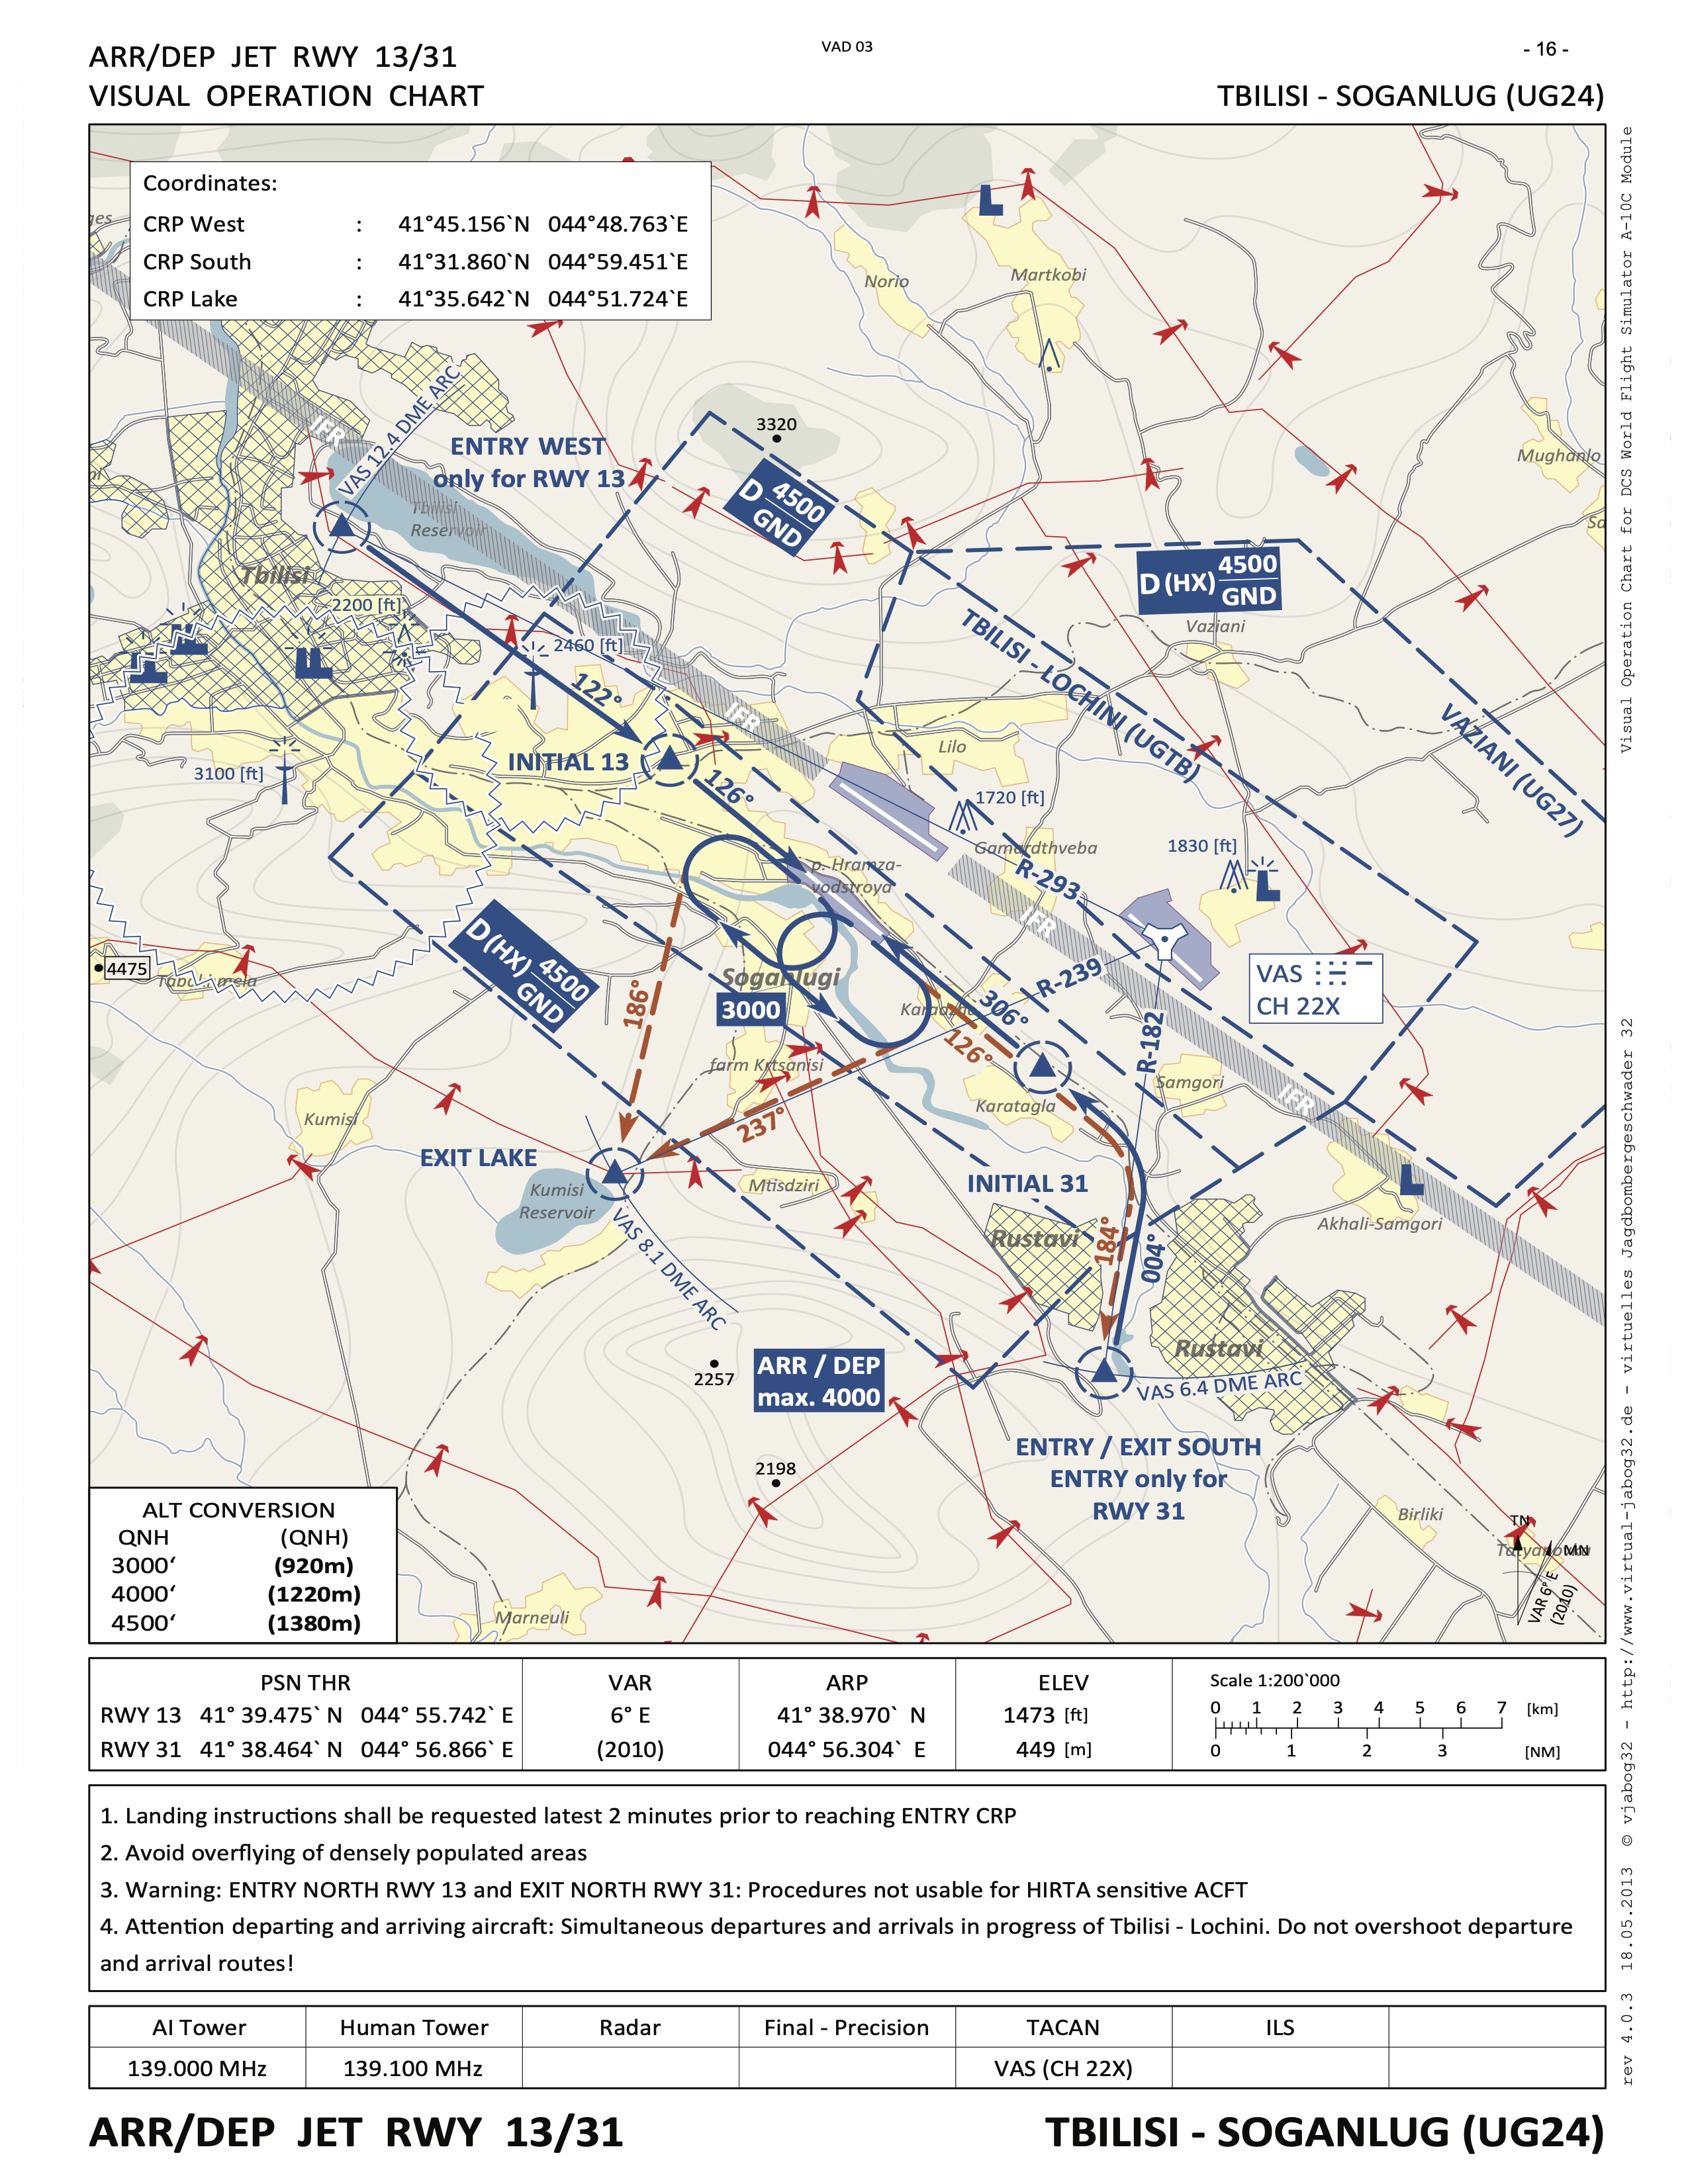 ARR/DEP JET RWY 13/31
VAD 03
- 16 -
VISUAL OPERATION CHART
TBILISI - SOGANLUG (UG24)
Coordinates:
CRP West : 41°45.156`N 044°48.763`E
CRP South : 41°31.860`N 044°59.451`E
CRP Lake : 41°35.642`N 044°51.724`E
Norio
Martkobi
IFR
VAS 12.4 DME ARC
ENTRY WEST
only for RWY 13
3320
D 4500
GND
Mughanlo
Tbilisi
Reservoir
Tbilisi
2200 [ft]
2460 [ft]
D (HX) 4500
GND
Vaziani
TBILISI - LOCHINI (UGTB)
VAZIANI (UG27)
122°
IFR
INITIAL 13
Lilo
126°
3100 [ft]
1720 [ft]
Gamardthveba
1830 [ft]
p. Hramza-
vodstroya
R-293
IFR
D (HX) 4500
GND
4475
Soganlugi
3000
186°
R-239
VAS
CH 22X
306°
126°
R-182
farm Krtsanisi
Samgori
IFR
Karatagla
Kumisi
237°
EXIT LAKE
INITIAL 31
Mtisdziri
Kumisi
Reservoir
Akhali-Samgori
VAS 8.1 DME ARC
Rustavi
184°
004°
Rustavi
2257
ARR / DEP
max. 4000
VAS 6.4 DME ARC
ENTRY / EXIT SOUTH
ENTRY only for
RWY 31
2198
Birliki
TN
MN
VAR 6° E
(2010)
Marneuli
ALT CONVERSION
QNH (QNH)
3000‘ (920m)
4000‘ (1220m)
4500‘ (1380m)
PSN THR
RWY 13 41° 39.475` N 044° 55.742` E
RWY 31 41° 38.464` N 044° 56.866` E
VAR
6° E
(2010)
ARP
41° 38.970` N
044° 56.304` E
ELEV
1473 [ft]
449 [m]
Scale 1:200`000
0 1 2 3 4 5 6 7 [km]
0 1 2 3 [NM]
1. Landing instructions shall be requested latest 2 minutes prior to reaching ENTRY CRP
2. Avoid overflying of densely populated areas
3. Warning: ENTRY NORTH RWY 13 and EXIT NORTH RWY 31: Procedures not usable for HIRTA sensitive ACFT
4. Attention departing and arriving aircraft: Simultaneous departures and arrivals in progress of Tbilisi - Lochini. Do not overshoot departure
and arrival routes!
AI Tower Human Tower Radar Final - Precision TACAN ILS
139.000 MHz 139.100 MHz VAS (CH 22X)
ARR/DEP JET RWY 13/31
TBILISI - SOGANLUG (UG24)
Visual Operation Chart for DCS World Flight Simulator A-10C Module
rev 4.0.3 18.05.2013 © vjabog32 - http://www.virtual-jabog32.de - virtuelles Jagdbombergeschwader 32